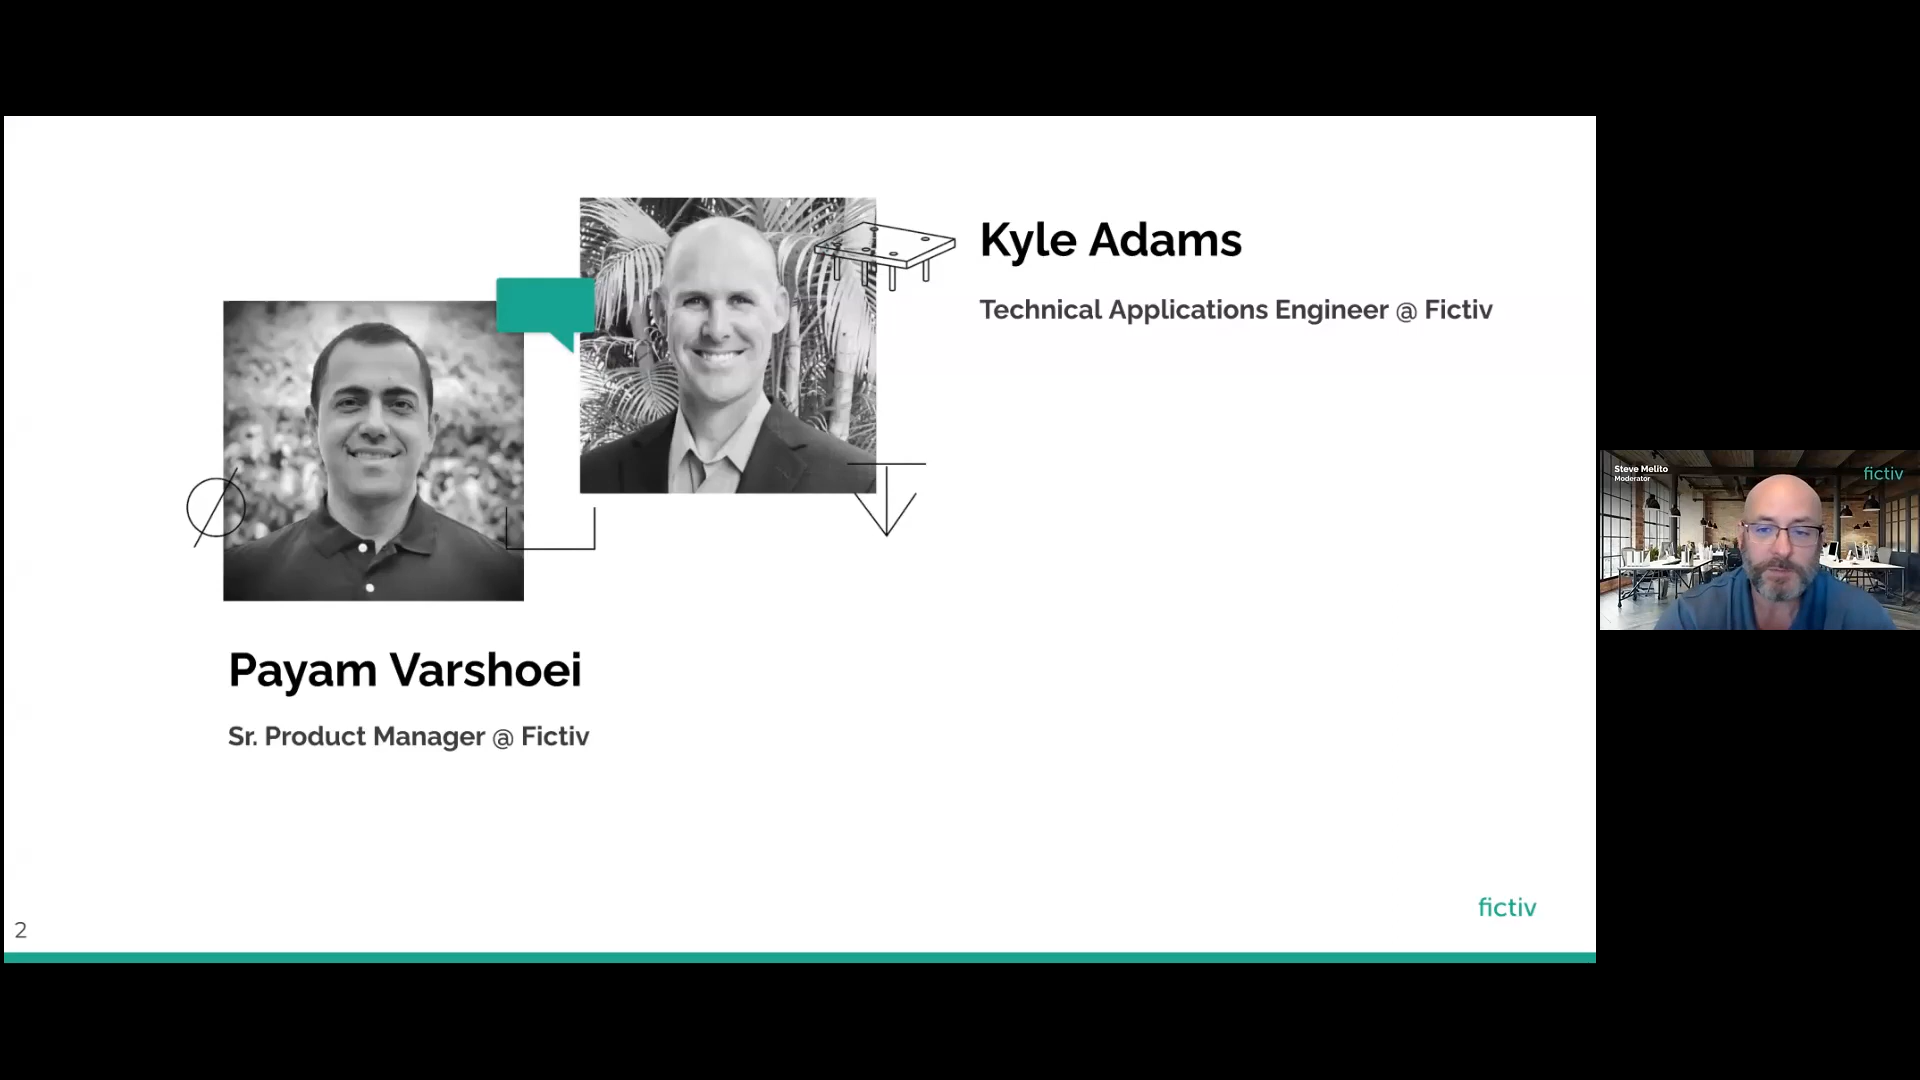 Kyle Adams
Technical Applications Engineer @ Fictiv
Payam Varshoei
Sr. Product Manager @ Fictiv
fictiv
2
Steve Melito
Moderator
fictiv